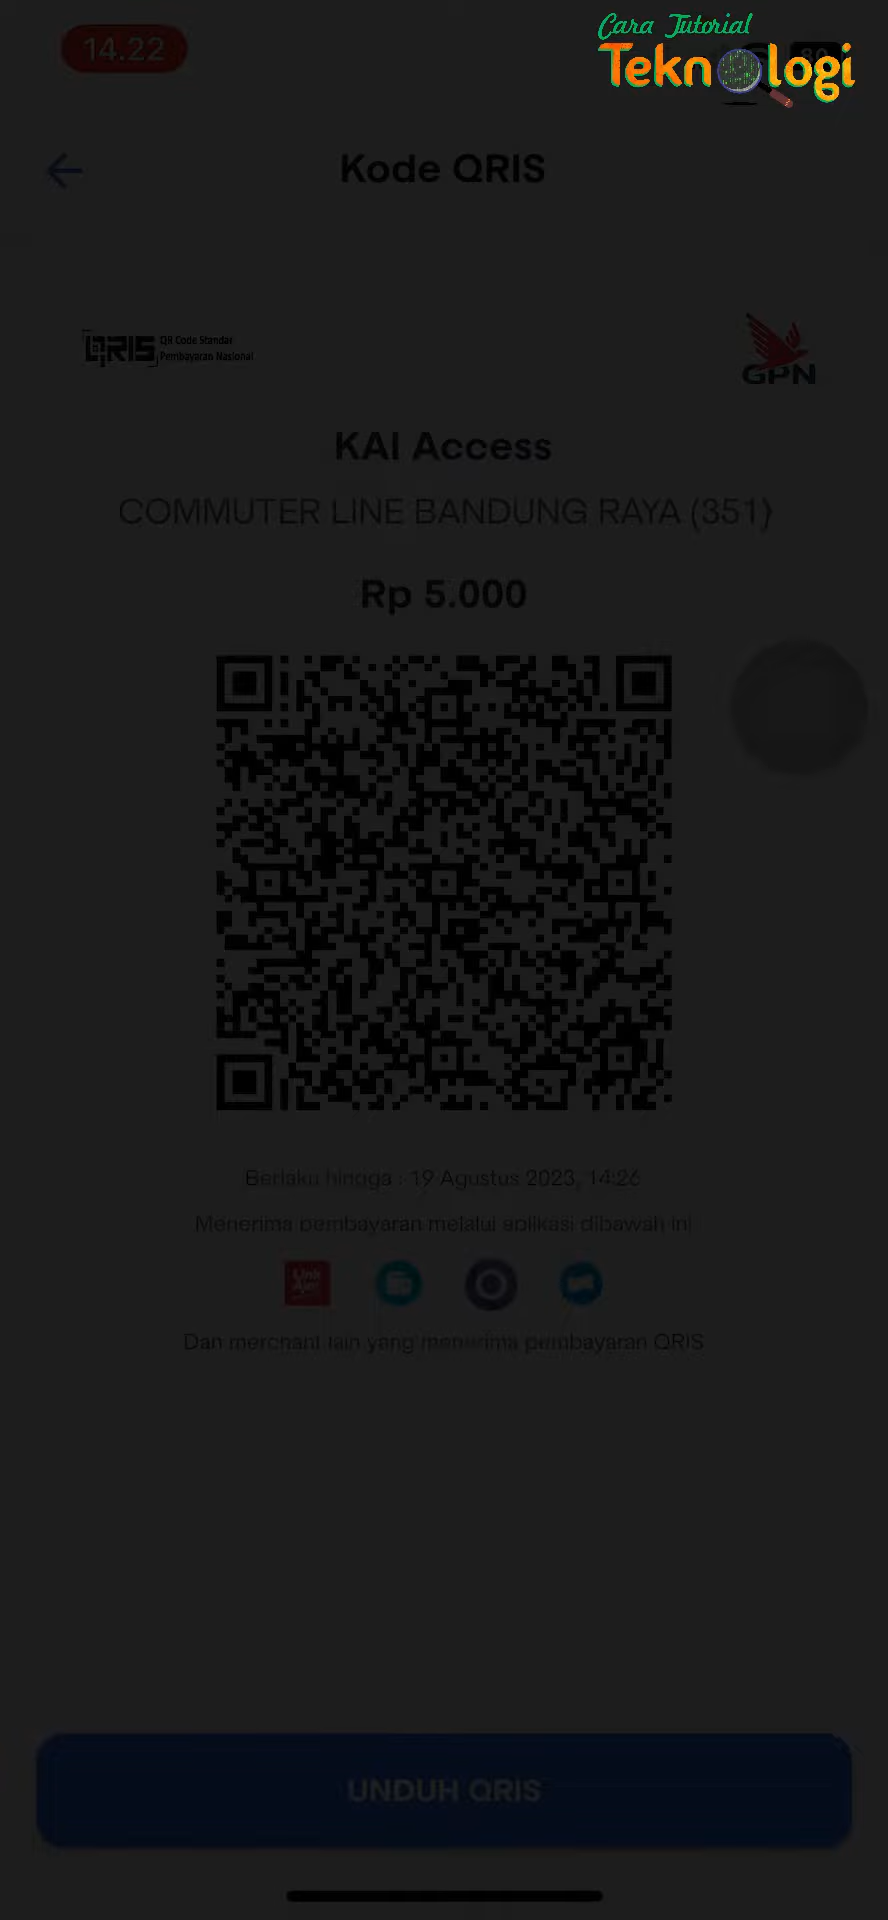 Cara Tutorial
Teknologi
14.22
Kode QRIS
QRIS QR Code Standar
Pembayaran Nasional
GPN
KAI Access
COMMUTER LINE BANDUNG RAYA (351)
Rp 5.000
Berlaku hingga : 19 Agustus 2023, 14:26
Menerima pembayaran melalui aplikasi dibawah ini
Link
Aja!
Dan merchant lain yang menerima pembayaran QRIS
UNDUH QRIS